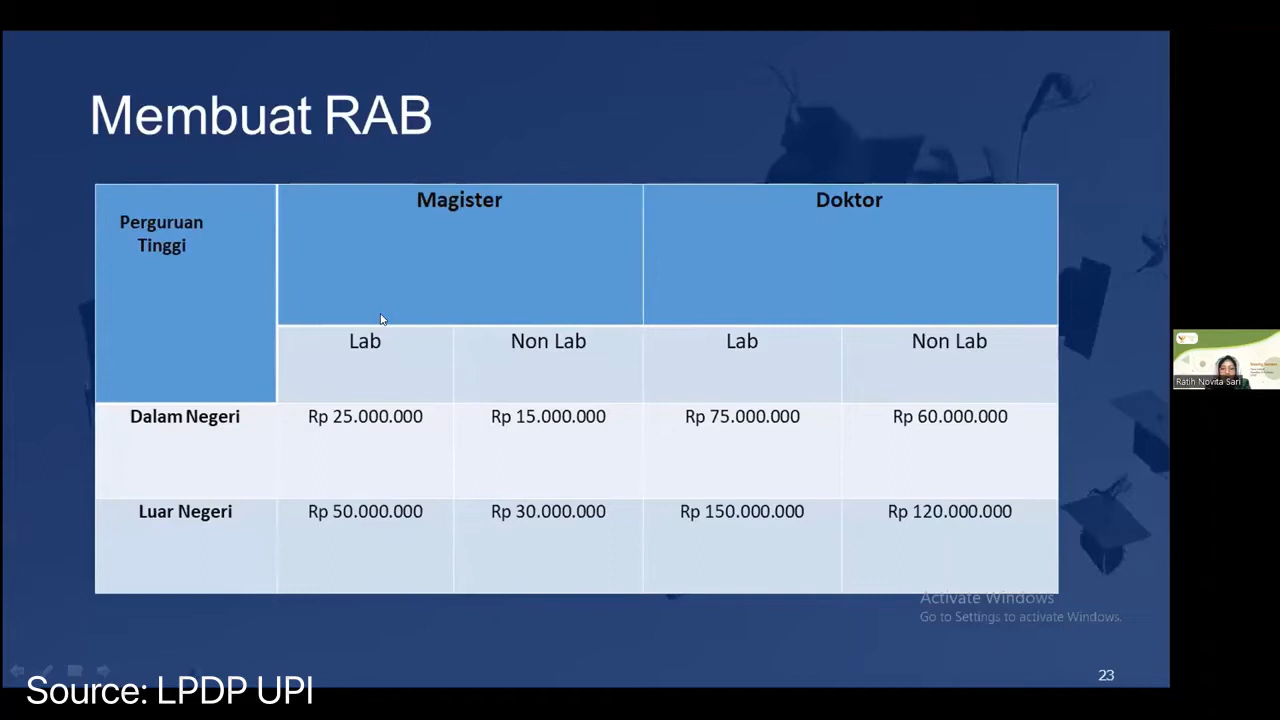 Membuat RAB
Perguruan
Tinggi
Magister
Doktor
Lab
Non Lab
Lab
Non Lab
Dalam Negeri
Rp 25.000.000
Rp 15.000.000
Rp 75.000.000
Rp 60.000.000
Luar Negeri
Rp 50.000.000
Rp 30.000.000
Rp 150.000.000
Rp 120.000.000
Activate Windows
Go to Settings to activate Windows.
23
Ratih Novita Sari
Source: LPDP UPI